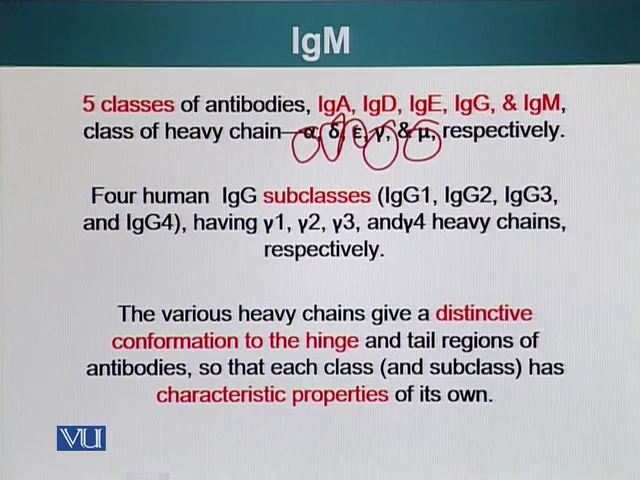 IgM
5 classes of antibodies, IgA, IgD, IgE, IgG, & IgM,
class of heavy chain—α, δ, ε, γ, & μ, respectively.
Four human IgG subclasses (IgG1, IgG2, IgG3,
and IgG4), having γ1, γ2, γ3, andγ4 heavy chains,
respectively.
The various heavy chains give a distinctive
conformation to the hinge and tail regions of
antibodies, so that each class (and subclass) has
characteristic properties of its own.
VU